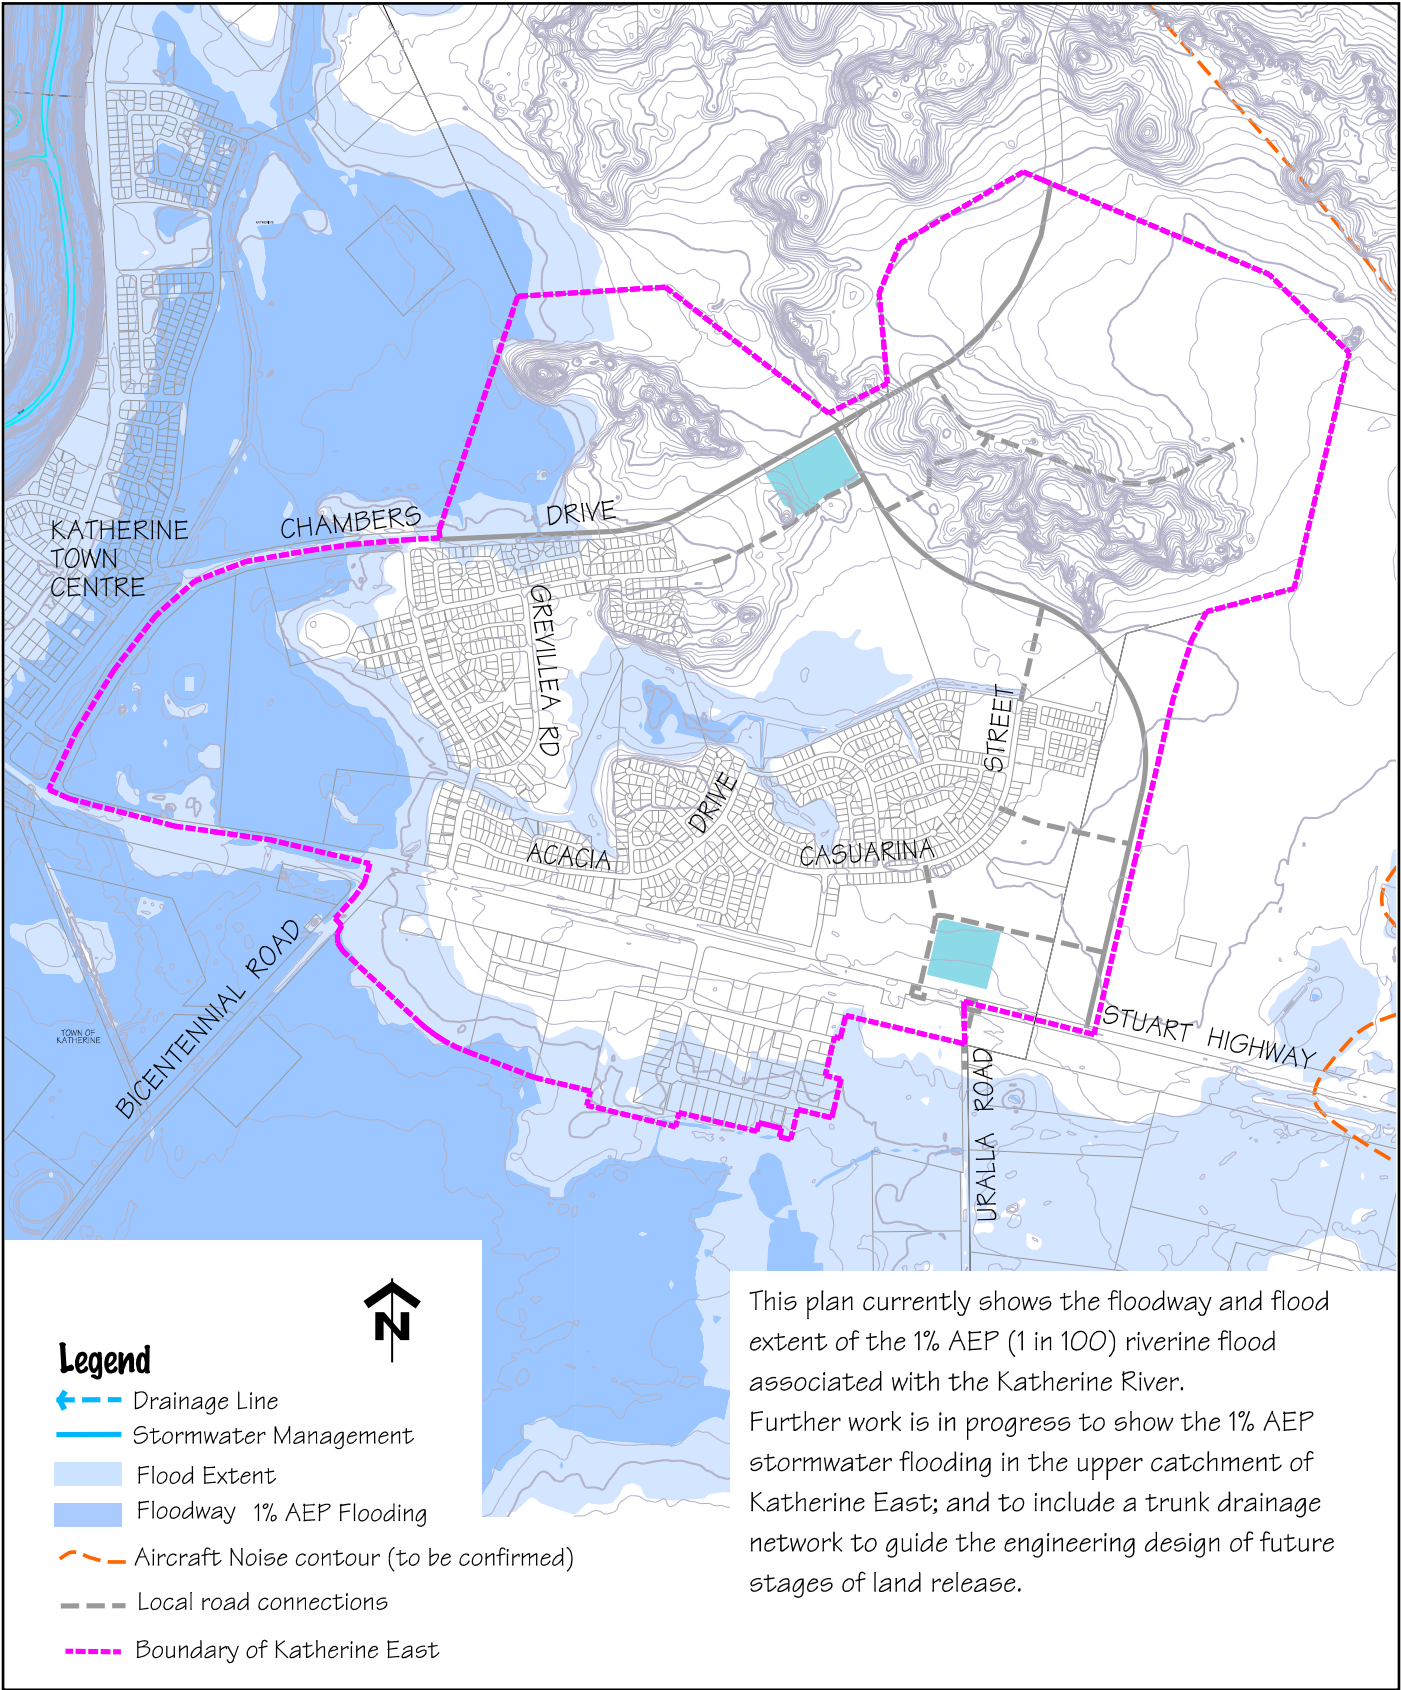 KATHERINE
KATHERINE
TOWN
CENTRE
CHAMBERS
DRIVE
GREVILLEA RD
STREET
DRIVE
ACACIA
CASUARINA
BICENTENNIAL ROAD
TOWN OF
KATHERINE
STUART HIGHWAY
URALLA ROAD
N
Legend
Drainage Line
Stormwater Management
Flood Extent
Floodway 1% AEP Flooding
Aircraft Noise contour (to be confirmed)
Local road connections
Boundary of Katherine East
This plan currently shows the floodway and flood
extent of the 1% AEP (1 in 100) riverine flood
associated with the Katherine River.
Further work is in progress to show the 1% AEP
stormwater flooding in the upper catchment of
Katherine East; and to include a trunk drainage
network to guide the engineering design of future
stages of land release.